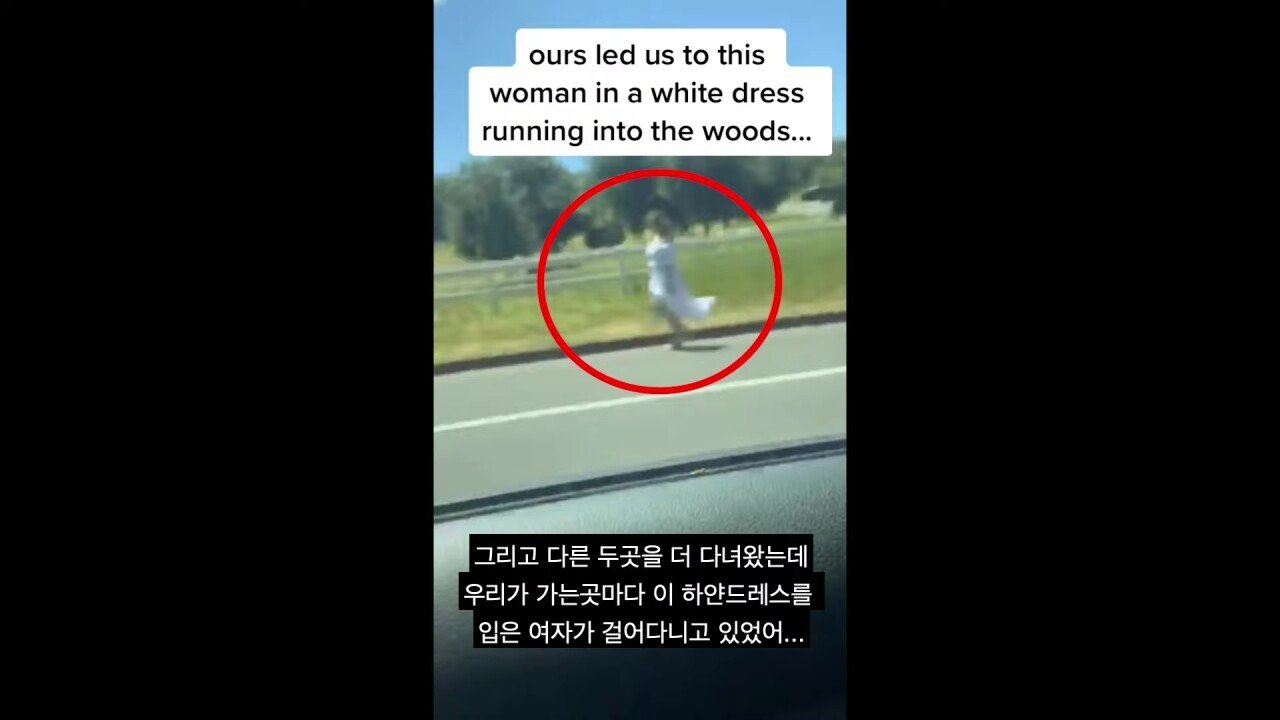 ours led us to this
woman in a white dress
running into the woods...
그리고 다른 두곳을 더 다녀왔는데
우리가 가는곳마다 이 하얀드레스를
입은 여자가 걸어다니고 있었어...